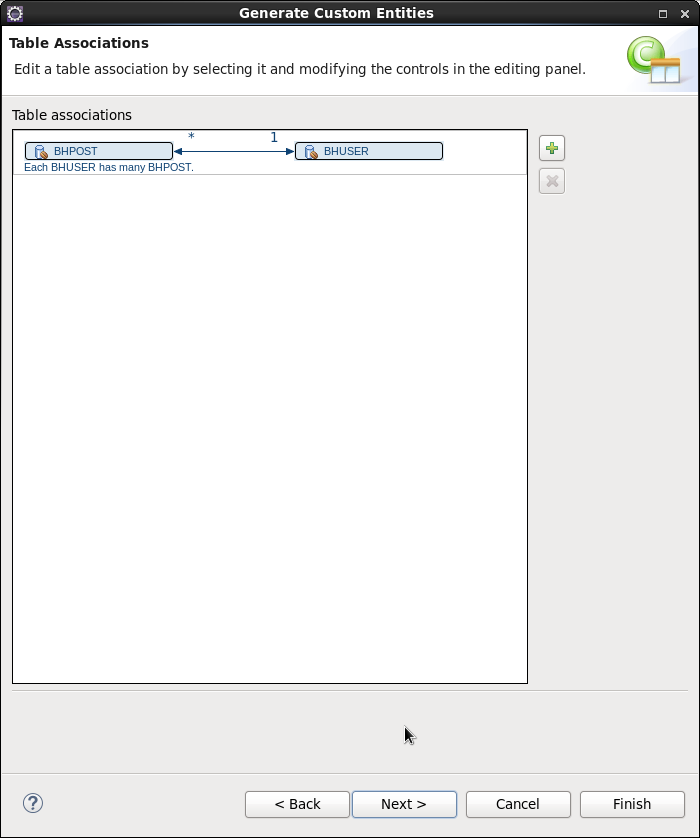 Generate Custom Entities
Table Associations
Edit a table association by selecting it and modifying the controls in the editing panel.
Table associations
* 1
BHPOST BHUSER
Each BHUSER has many BHPOST.
? < Back Next > Cancel Finish